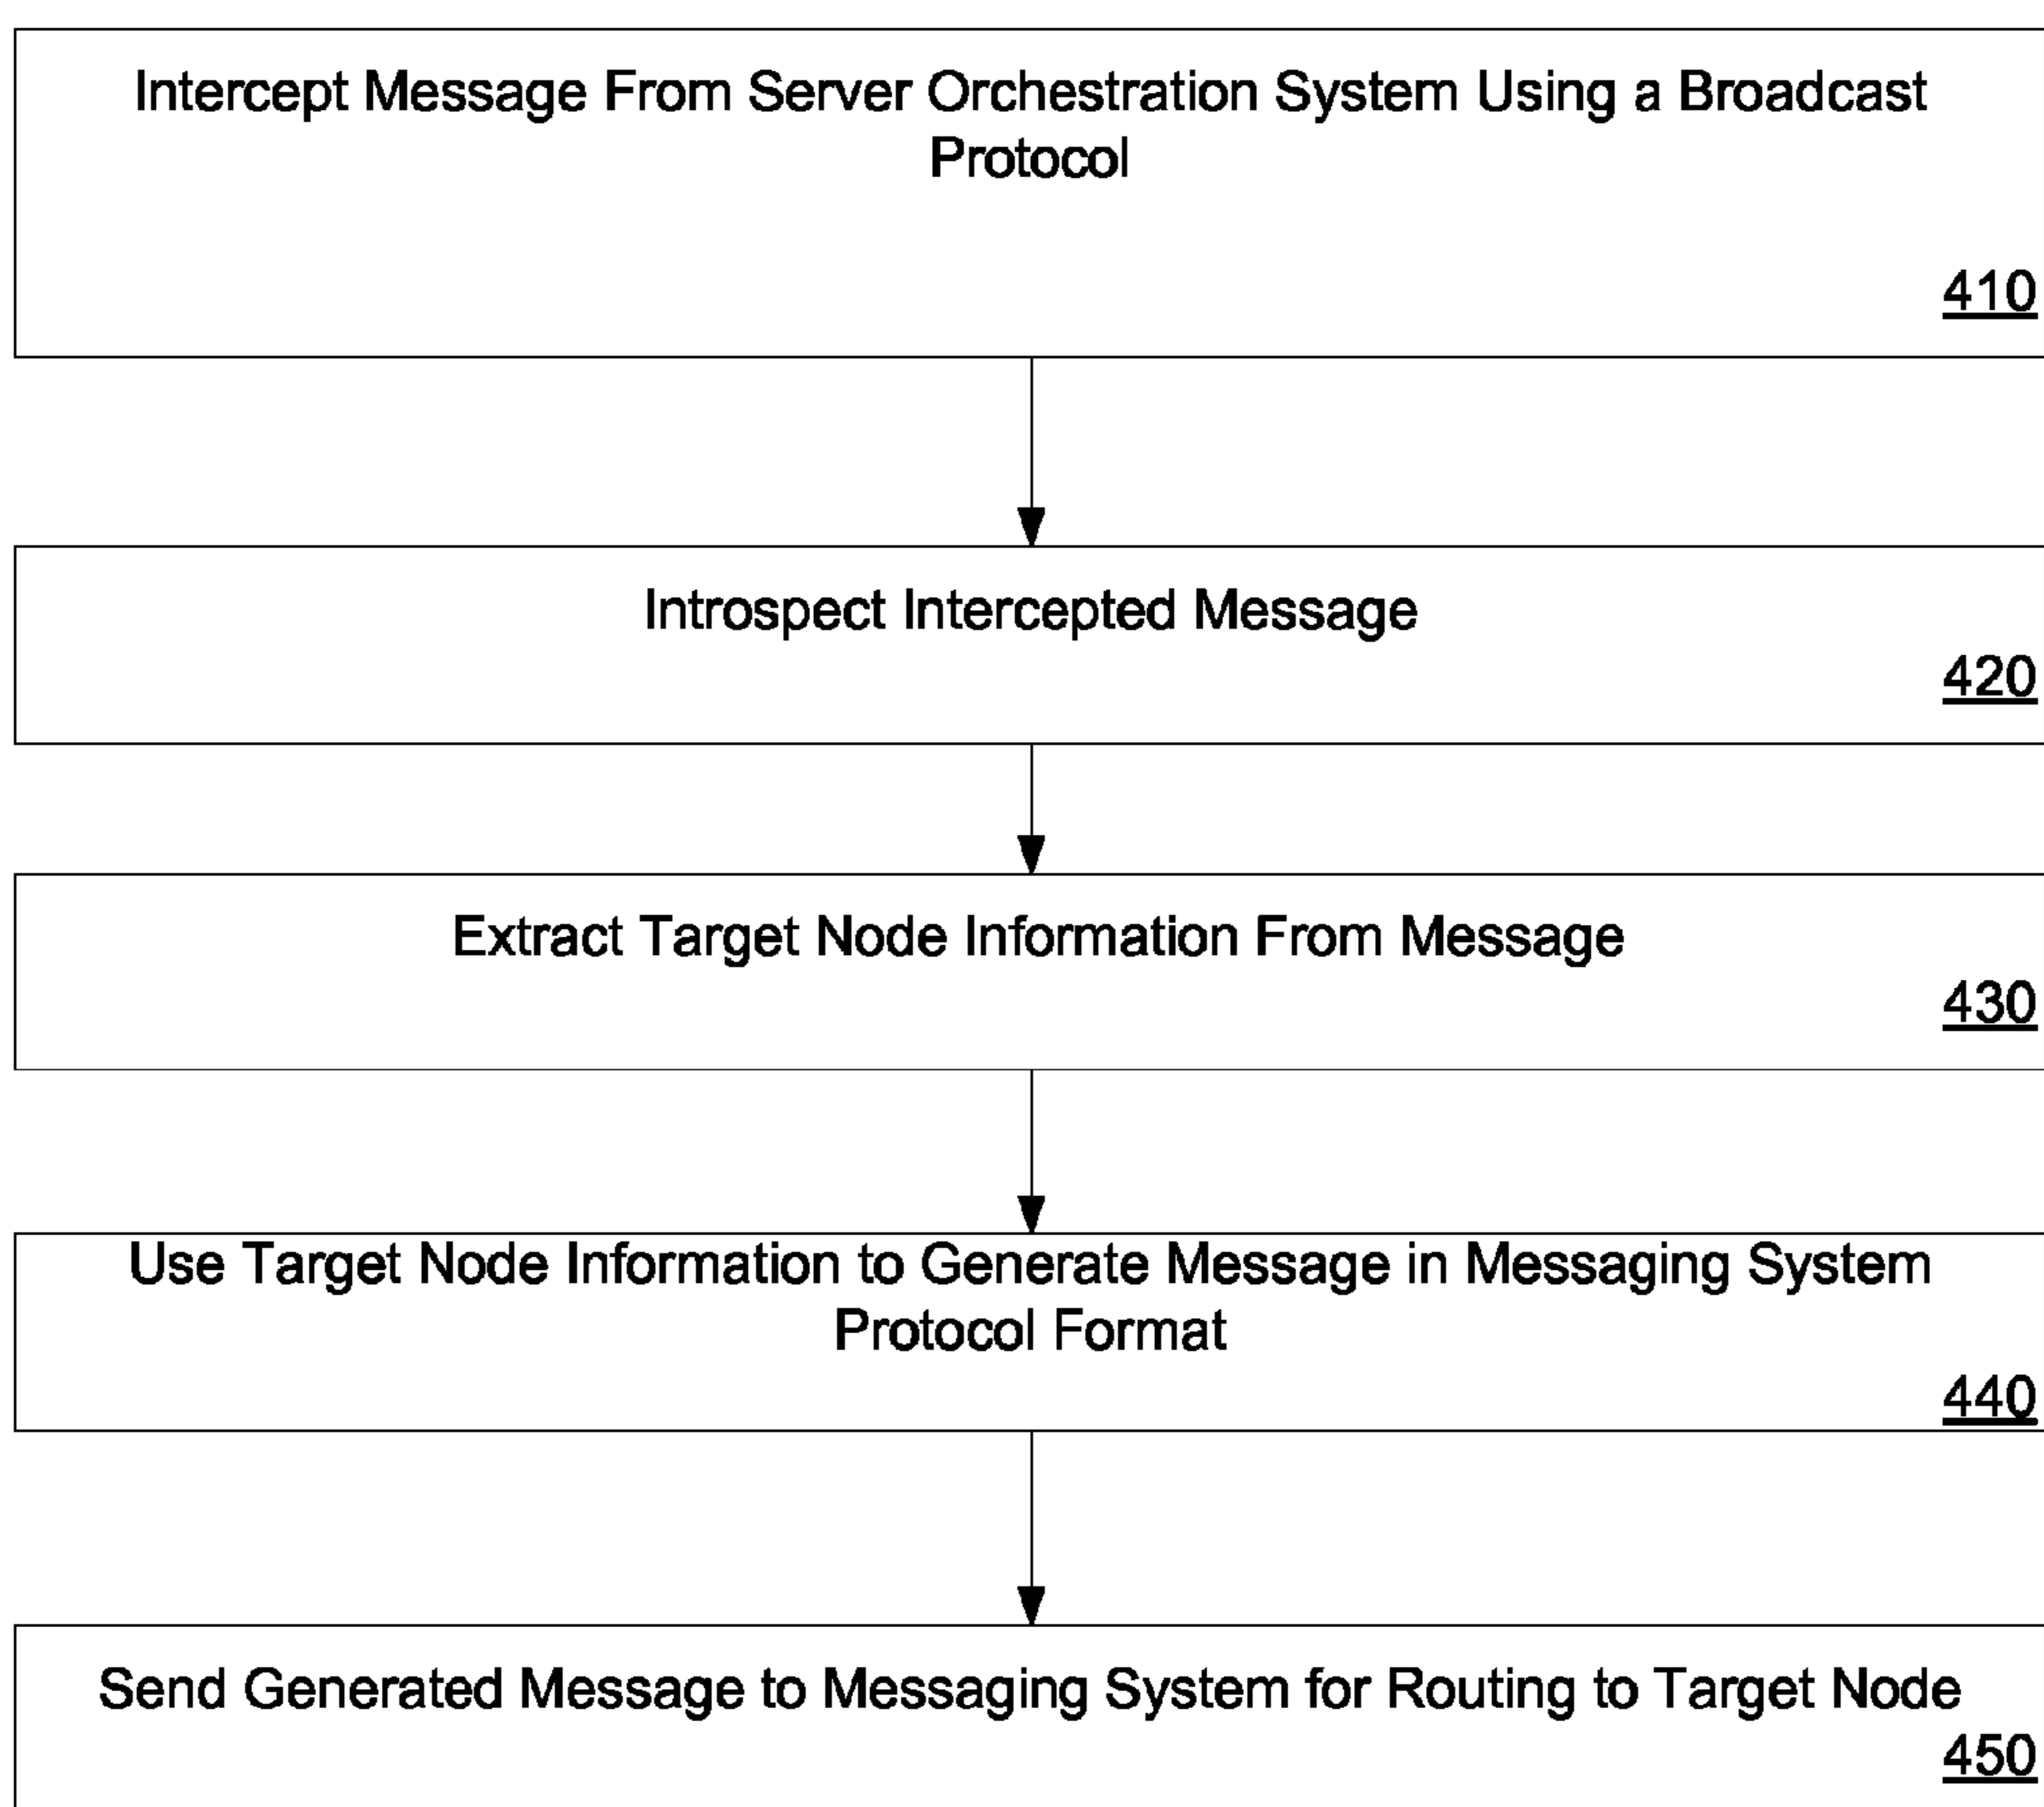 Intercept Message From Server Orchestration System Using a Broadcast
Protocol
410
Introspect Intercepted Message
420
Extract Target Node Information From Message
430
Use Target Node Information to Generate Message in Messaging System
Protocol Format
440
Send Generated Message to Messaging System for Routing to Target Node
450